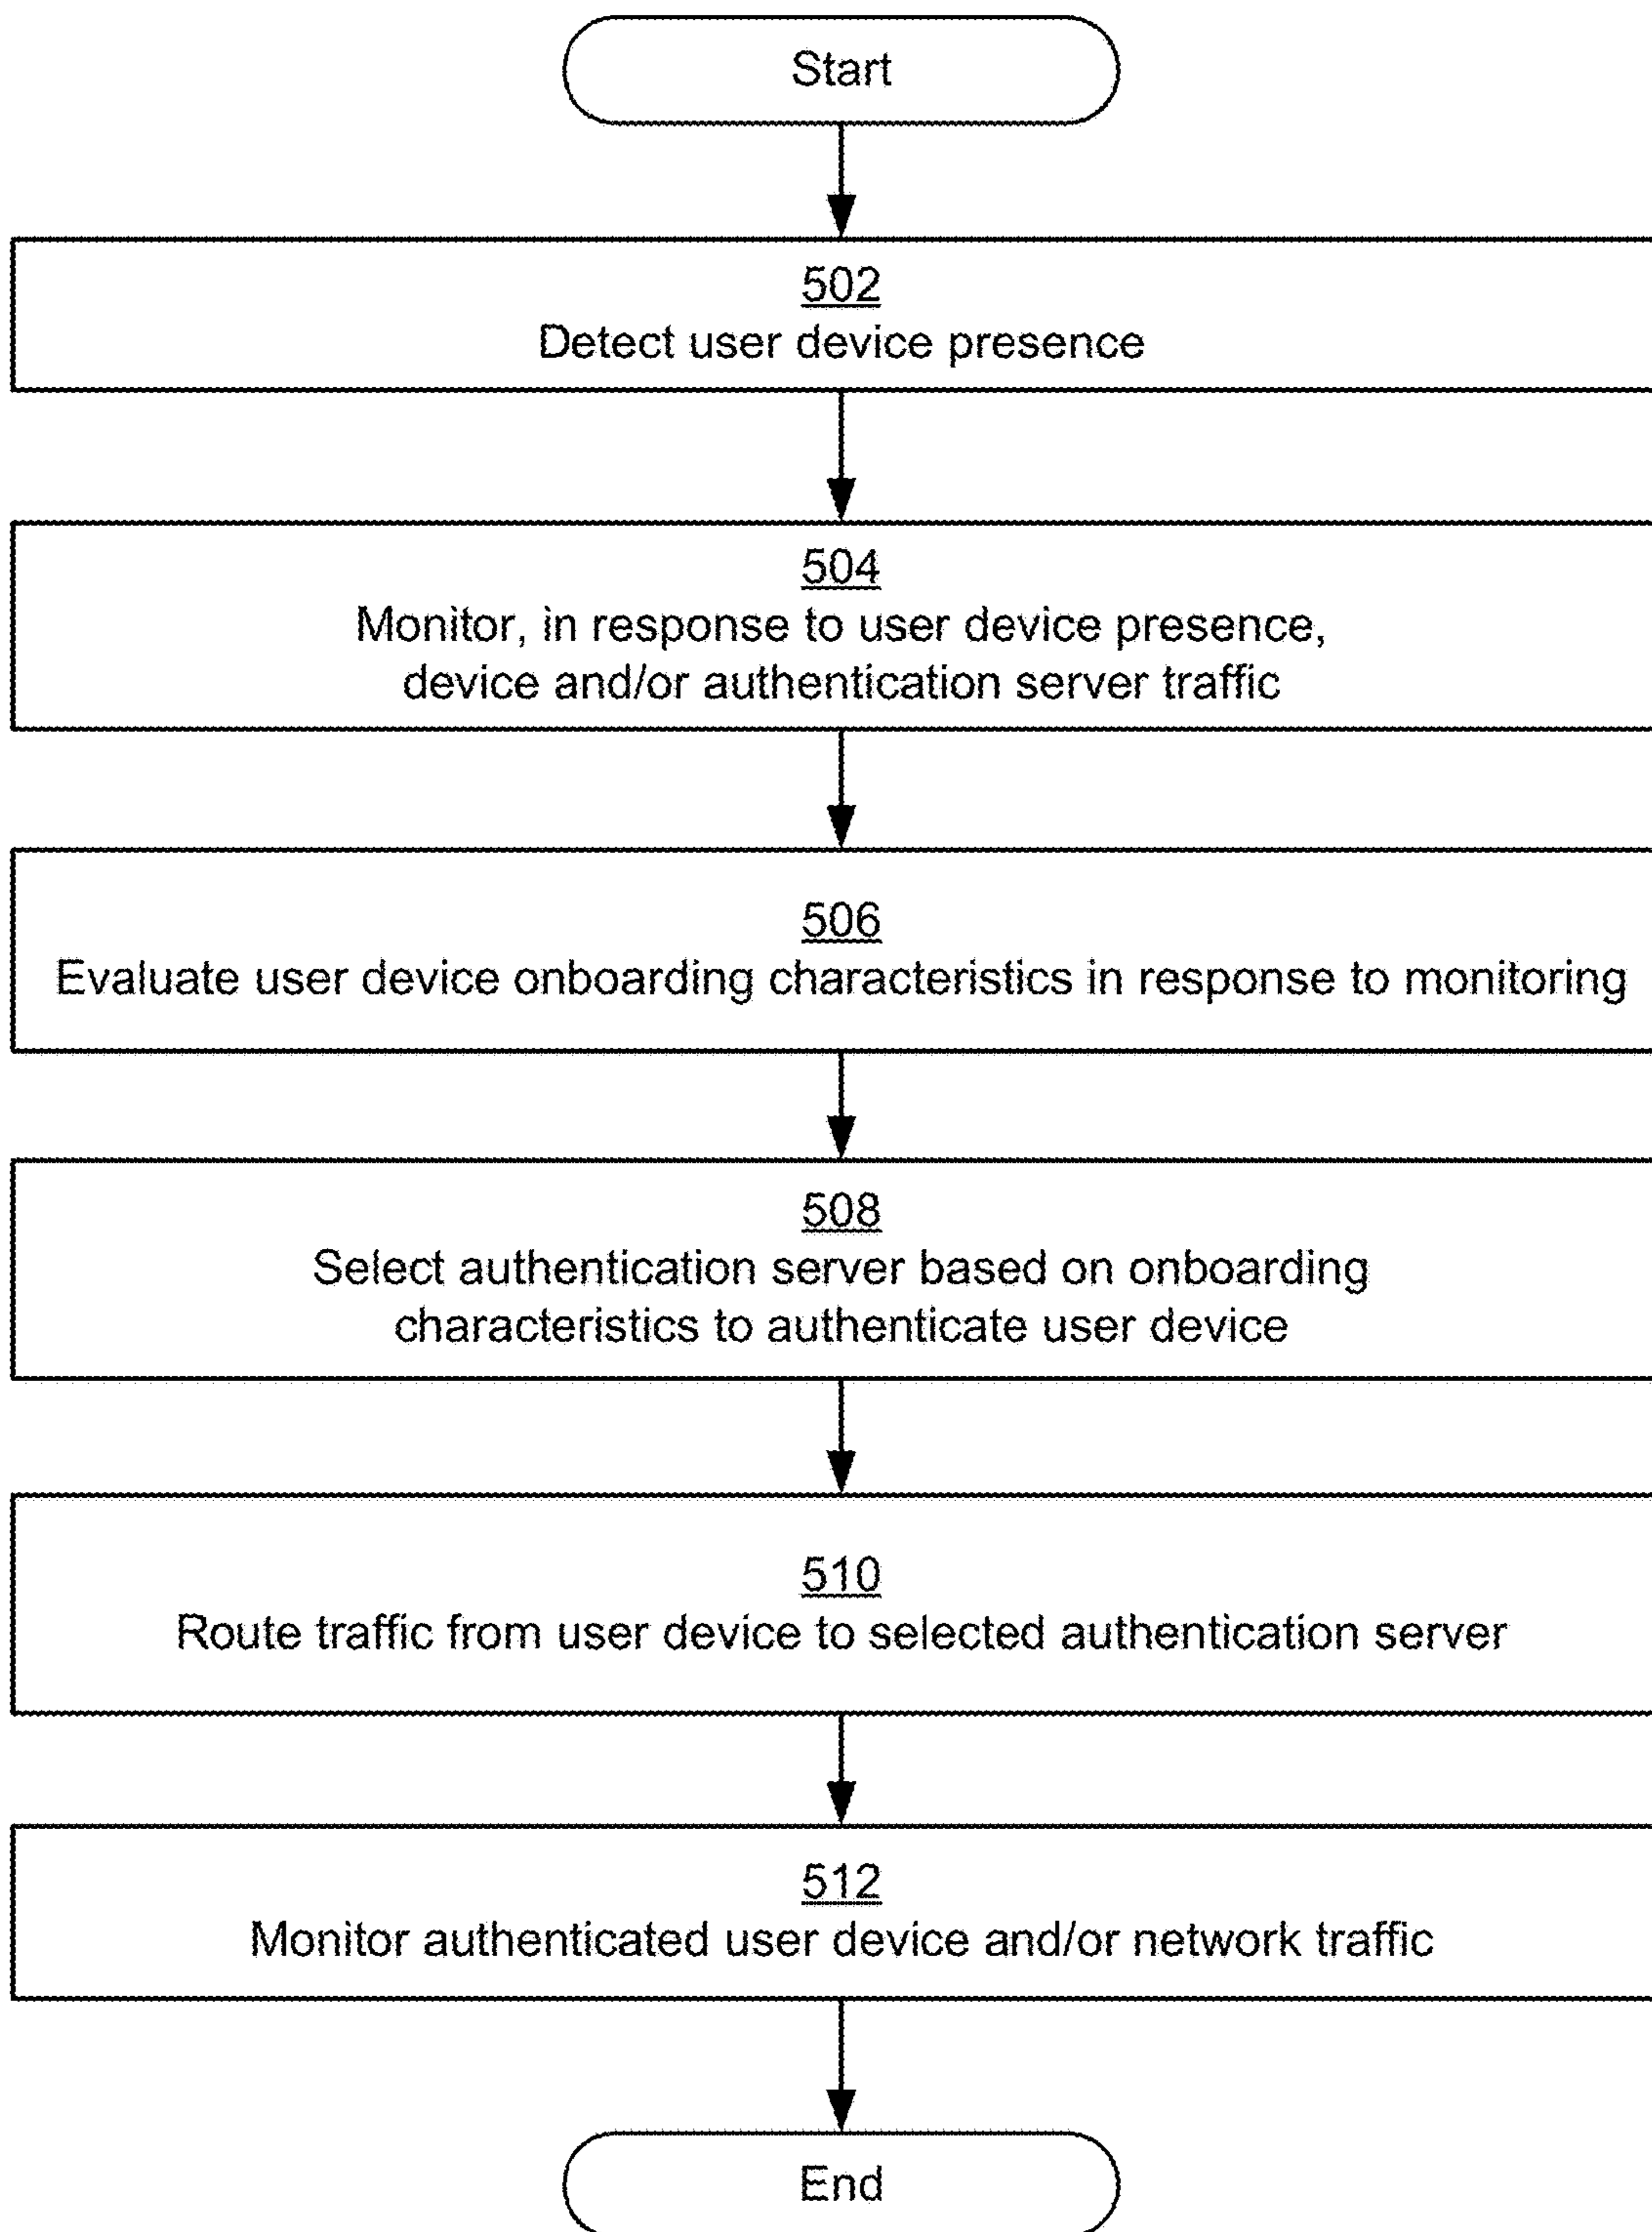 Start
502
Detect user device presence
504
Monitor, in response to user device presence,
device and/or authentication server traffic
506
Evaluate user device onboarding characteristics in response to monitoring
508
Select authentication server based on onboarding
characteristics to authenticate user device
510
Route traffic from user device to selected authentication server
512
Monitor authenticated user device and/or network traffic
End